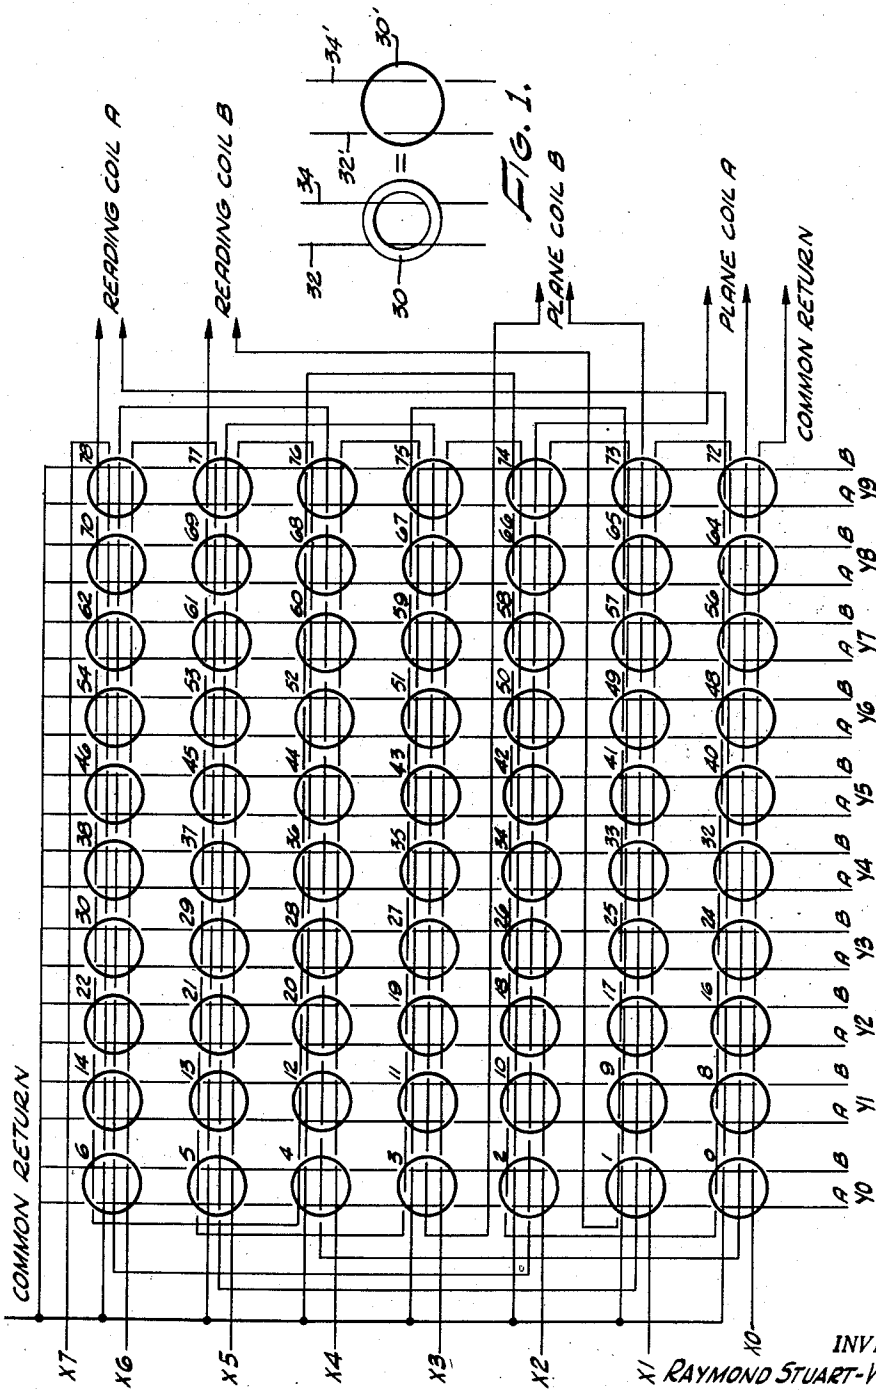 COMMON RETURN
READING COIL A
READING COIL B
32
34
32'
34'
30
=
30'
FIG. 1.
PLANE COIL B
PLANE COIL A
COMMON RETURN
X7
X6
X5
X4
X3
X2
X1
X0
6 14 22 30 38 46 54 62 70 78
5 13 21 29 37 45 53 61 69 77
4 12 20 28 36 44 52 60 68 76
3 11 19 27 35 43 51 59 67 75
2 10 18 26 34 42 50 58 66 74
1 9 17 25 33 41 49 57 65 73
0 8 16 24 32 40 48 56 64 72
A B A B A B A B A B A B A B A B A B A B
Y0 Y1 Y2 Y3 Y4 Y5 Y6 Y7 Y8 Y9
INV
RAYMOND STUART-